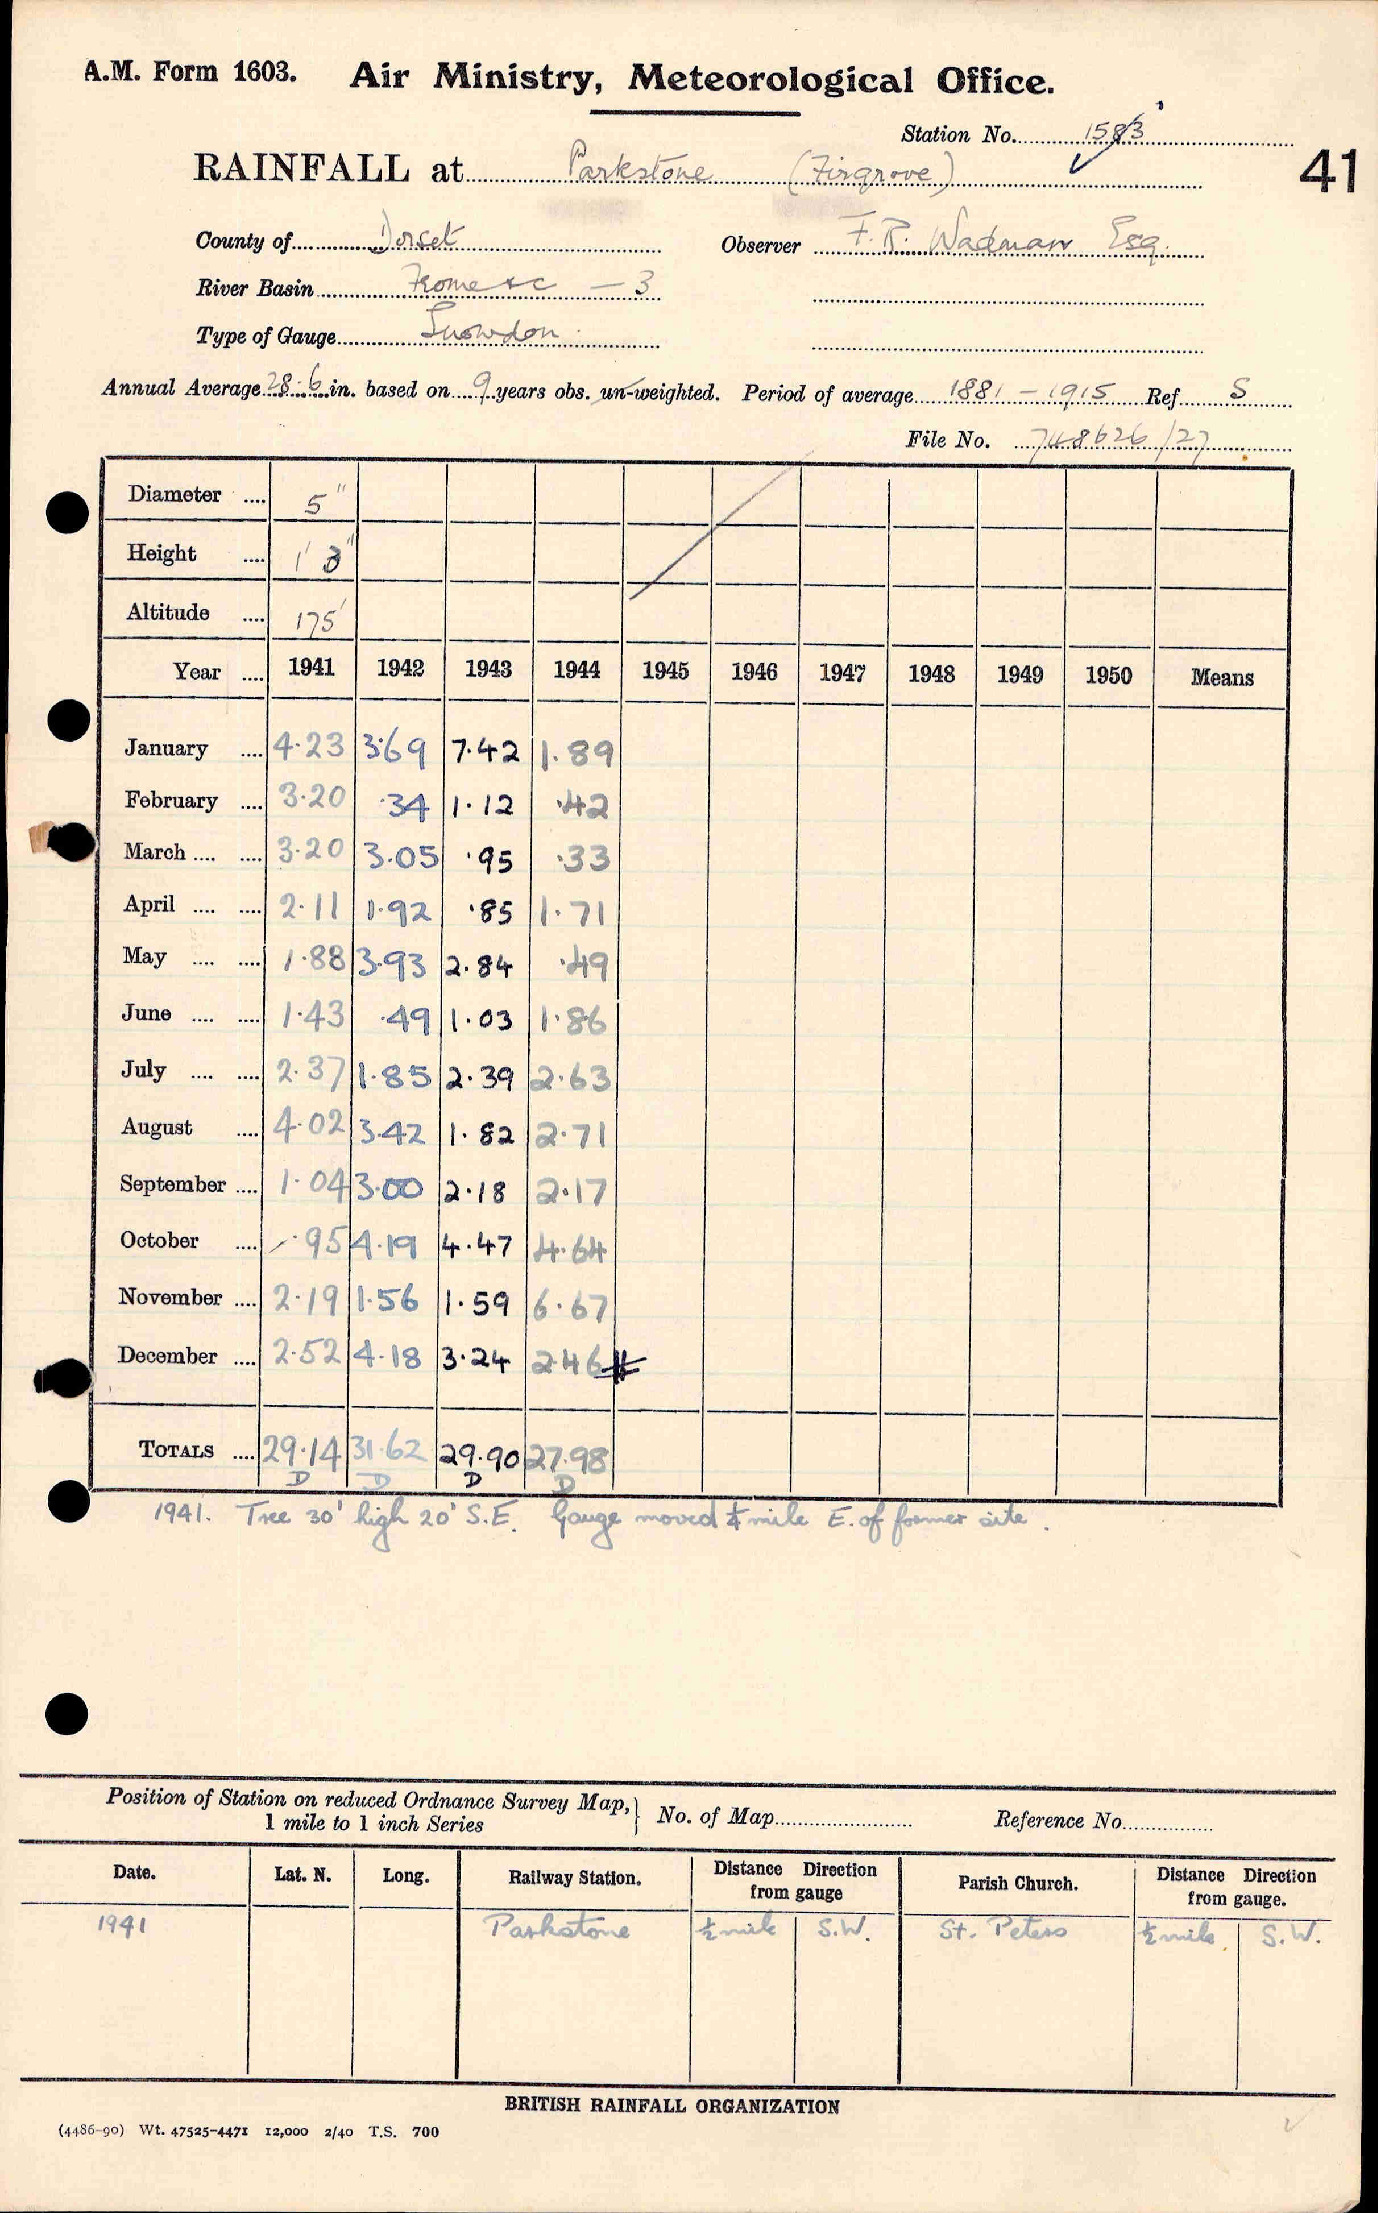 A.M. Form 1603. Air Ministry, Meteorological Office.
Station No. 1583
RAINFALL at Parkstone (Firgrove) 41
County of Dorset Observer F. R. Wadman Esq.
River Basin Frome &c — 3
Type of Gauge Snowdon
Annual Average 28.6 in. based on 9 years obs. un-weighted. Period of average 1881 – 1915 Ref S
File No. 748626/27
Diameter .... 5"
Height .... 1' 0"
Altitude .... 175'
Year .... 1941 1942 1943 1944 1945 1946 1947 1948 1949 1950 Means
January .... 4.23 3.69 7.42 1.89
February .... 3.20 .34 1.12 .42
March .... .... 3.20 3.05 .95 .33
April .... .... 2.11 1.92 .85 1.71
May .... .... 1.88 3.93 2.84 .49
June .... .... 1.43 .49 1.03 1.86
July .... .... 2.37 1.85 2.39 2.63
August .... 4.02 3.42 1.82 2.71
September .... 1.04 3.00 2.18 2.17
October .... .95 4.19 4.47 4.64
November .... 2.19 1.56 1.59 6.67
December .... 2.52 4.18 3.24 2.46 #
TOTALS .... 29.14 31.62 29.90 27.98
D D D D
1941. Tree 30' high 20' S.E. Gauge moved ¼ mile E. of former site.
Position of Station on reduced Ordnance Survey Map, } No. of Map Reference No.
1 mile to 1 inch Series
Date. Lat. N. Long. Railway Station. Distance Direction from gauge Parish Church. Distance Direction from gauge.
1941 Parkstone ½ mile S.W. St. Peters ½ mile S.W.
BRITISH RAINFALL ORGANIZATION
(4486-90) Wt. 47525-4471 12,000 2/40 T.S. 700